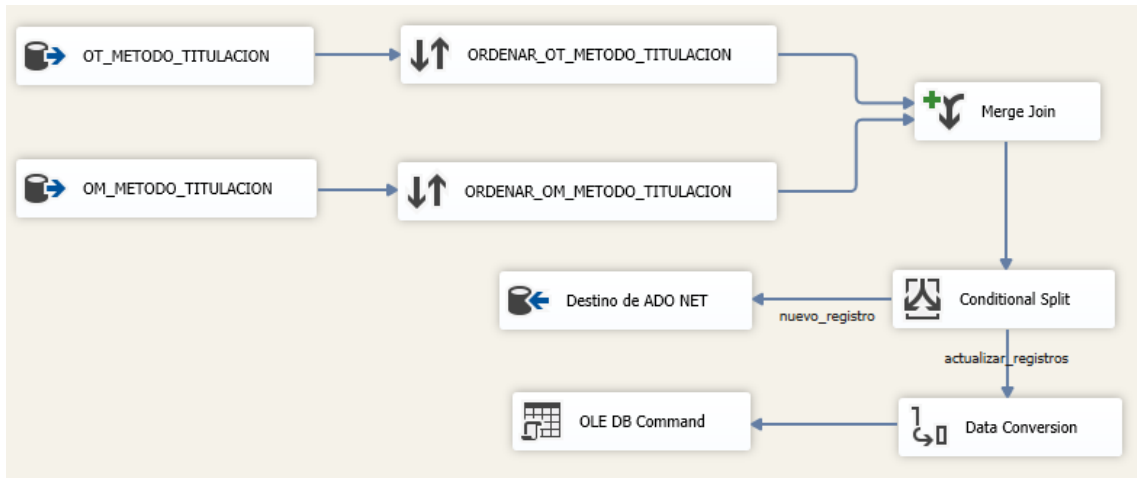 OT_METODO_TITULACION
ORDENAR_OT_METODO_TITULACION
Merge Join
OM_METODO_TITULACION
ORDENAR_OM_METODO_TITULACION
Destino de ADO NET
nuevo_registro
Conditional Split
actualizar_registros
OLE DB Command
Data Conversion